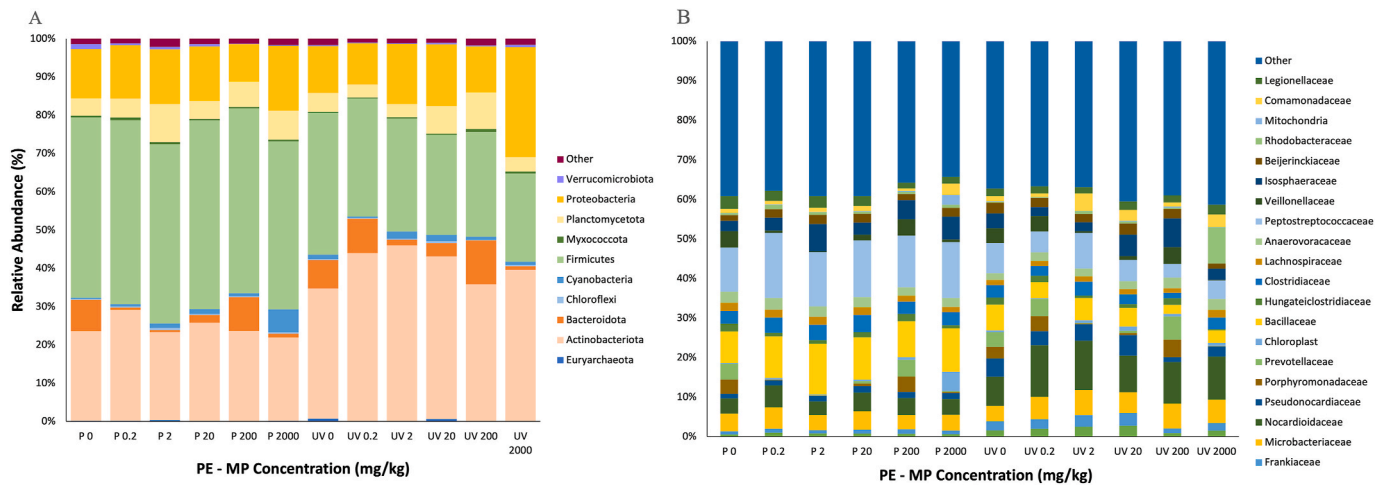 A
100%
90%
80%
70%
60%
50%
40%
30%
20%
10%
0%
Relative Abundance (%)
P 0 P 0.2 P 2 P 20 P 200 P 2000 UV 0 UV 0.2 UV 2 UV 20 UV 200 UV 2000
PE - MP Concentration (mg/kg)
Other
Verrucomicrobiota
Proteobacteria
Planctomycetota
Myxococcota
Firmicutes
Cyanobacteria
Chloroflexi
Bacteroidota
Actinobacteriota
Euryarchaeota
B
100%
90%
80%
70%
60%
50%
40%
30%
20%
10%
0%
P 0 P 0.2 P 2 P 20 P 200 P 2000 UV 0 UV 0.2 UV 2 UV 20 UV 200 UV 2000
PE - MP Concentration (mg/kg)
Other
Legionellaceae
Comamonadaceae
Mitochondria
Rhodobacteraceae
Beijerinckiaceae
Isosphaeraceae
Veillonellaceae
Peptostreptococcaceae
Anaerovoracaceae
Lachnospiraceae
Clostridiaceae
Hungateiclostridiaceae
Bacillaceae
Chloroplast
Prevotellaceae
Porphyromonadaceae
Pseudonocardiaceae
Nocardioidaceae
Microbacteriaceae
Frankiaceae